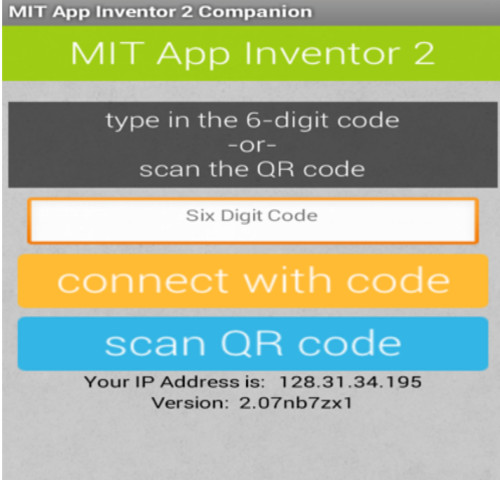 MIT App Inventor 2 Companion
MIT App Inventor 2
type in the 6-digit code
-or-
scan the QR code
Six Digit Code
connect with code
scan QR code
Your IP Address is: 128.31.34.195
Version: 2.07nb7zx1